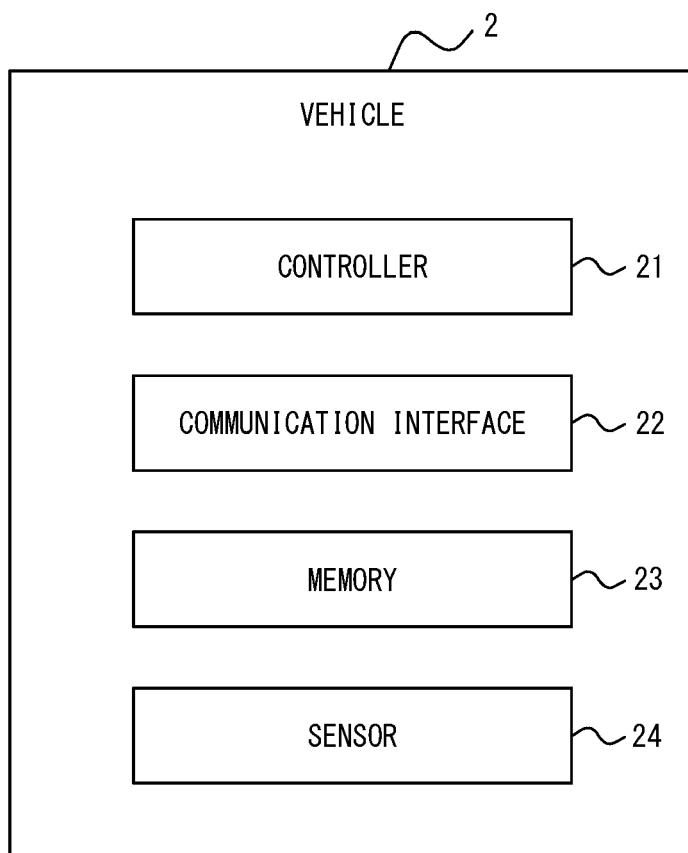 2
VEHICLE
CONTROLLER 21
COMMUNICATION INTERFACE 22
MEMORY 23
SENSOR 24